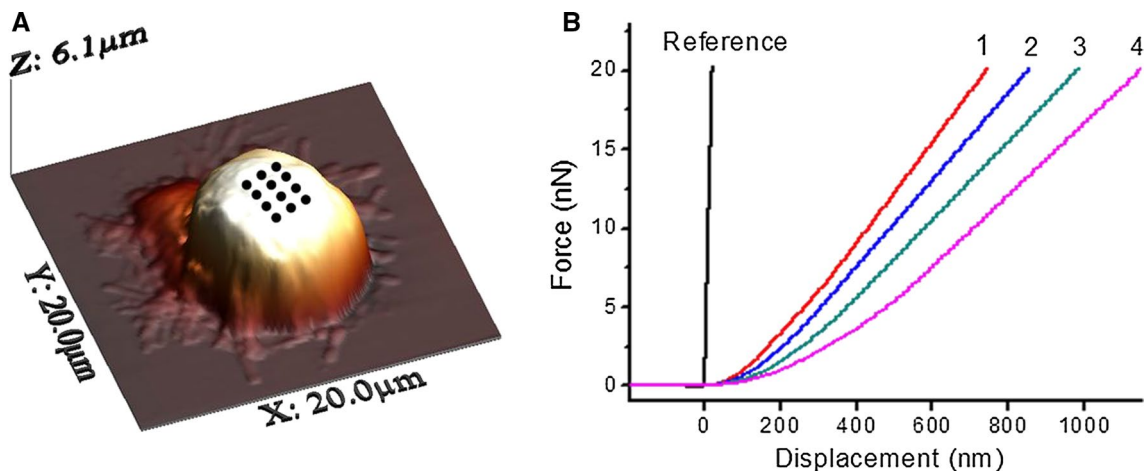 A
Z: 6.1µm
Y: 20.0µm
X: 20.0µm
B
Reference
1 2 3 4
20
15
10
5
0
Force (nN)
0 200 400 600 800 1000
Displacement (nm)